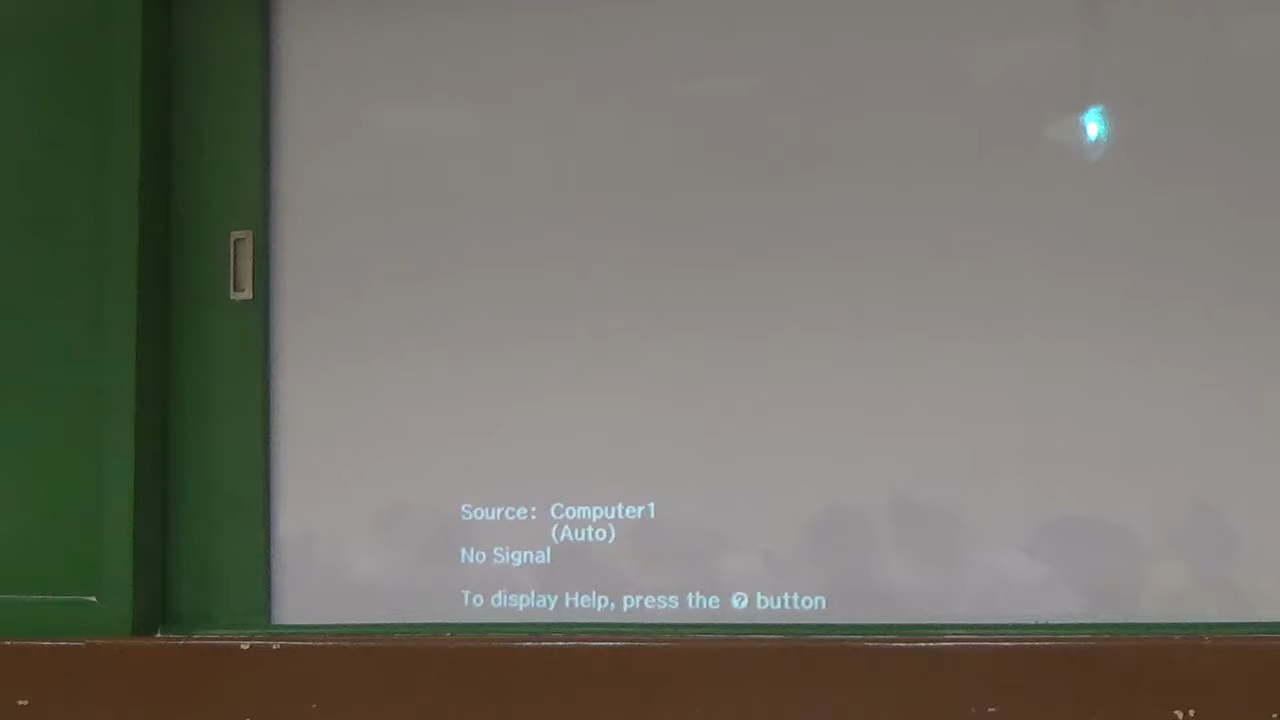 Source: Computer1
(Auto)
No Signal
To display Help, press the ? button